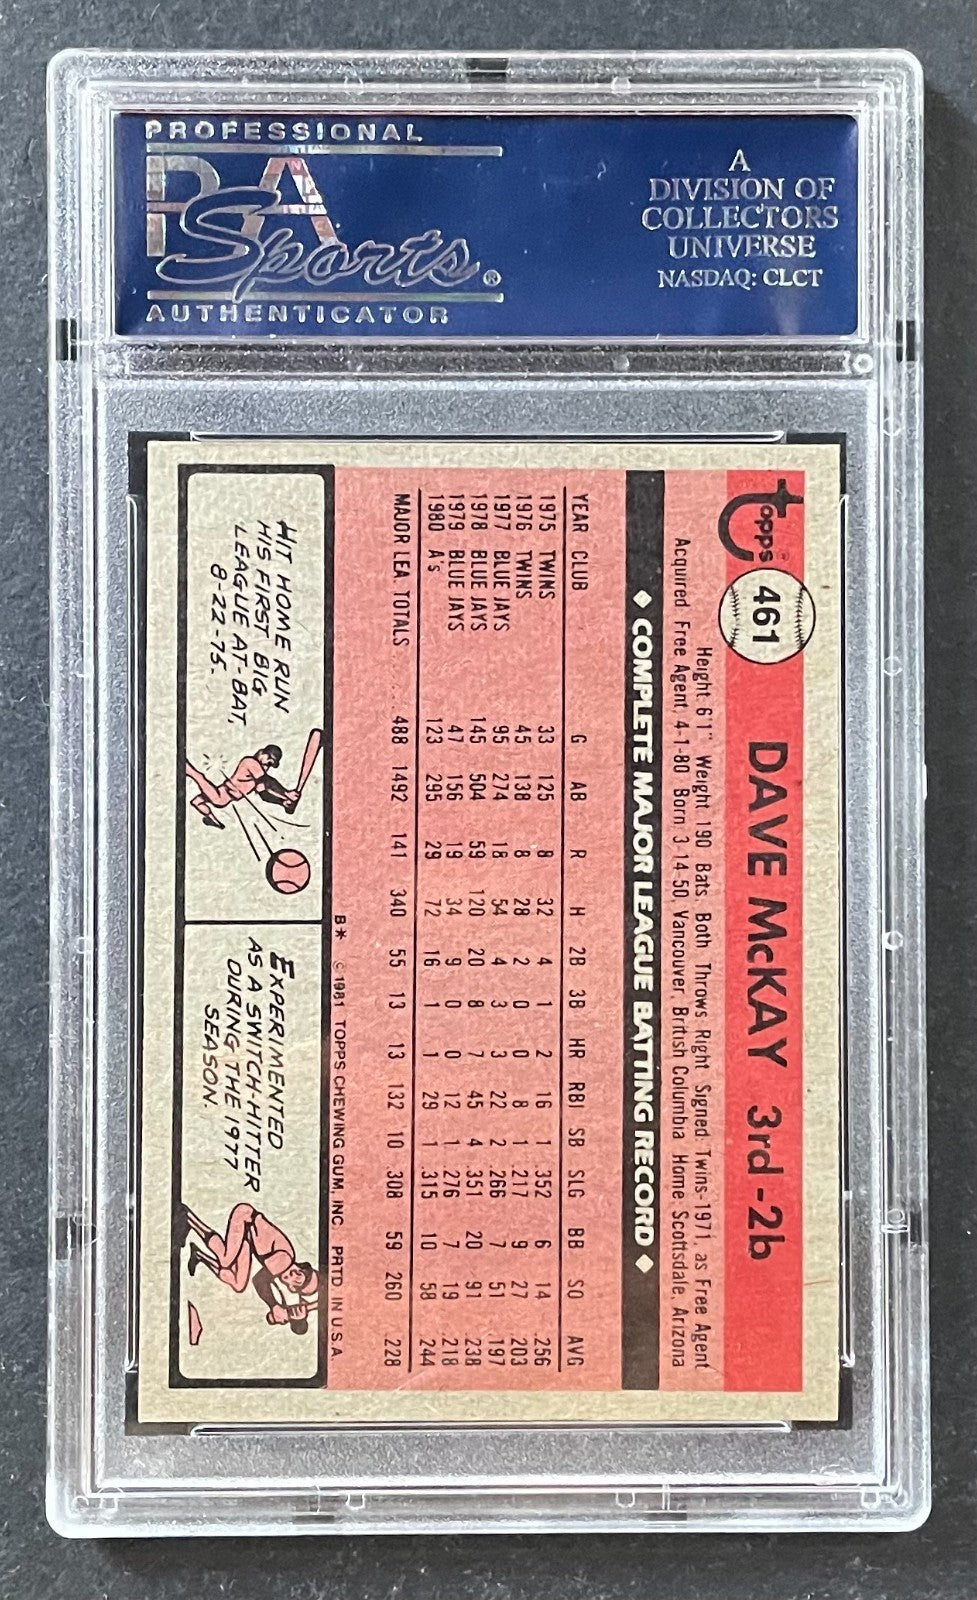 PROFESSIONAL
PSA
Sports®
AUTHENTICATOR
A
DIVISION OF
COLLECTORS
UNIVERSE
NASDAQ: CLCT
Topps®
461
DAVE McKAY 3rd-2b
Height 6'1" Weight 190 Bats. Both Throws Right Signed. Twins-1971, as Free Agent
Acquired Free Agent, 4-1-80 Born 3 14-50, Vancouver, British Columbia Home Scottsdale, Arizona
◆ COMPLETE MAJOR LEAGUE BATTING RECORD ◆
YEAR CLUB G AB R H 2B 3B HR RBI SB SLG BB SO AVG
1975 TWINS 33 125 8 32 4 1 2 16 1 .352 6 14 .256
1976 TWINS 45 138 8 28 2 0 0 8 1 .217 9 27 .203
1977 BLUE JAYS 95 274 18 54 4 3 3 22 2 .266 7 51 .197
1978 BLUE JAYS 145 504 59 120 20 8 7 45 4 .351 20 91 .238
1979 BLUE JAYS 47 156 19 34 9 0 0 12 1 .276 7 19 .218
1980 A's 123 295 29 72 16 1 1 29 1 .315 10 58 .244
MAJOR LEA TOTALS . . . . 488 1492 141 340 55 13 13 132 10 308 59 260 228
B* © 1981 TOPPS CHEWING GUM, INC. PRTD. IN U.S.A.
HIT HOME RUN
HIS FIRST BIG
LEAGUE AT-BAT,
8-22-75.
EXPERIMENTED
AS A SWITCH-HITTER
DURING THE 1977
SEASON.